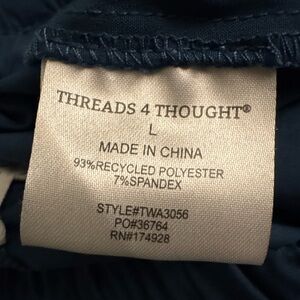 THREADS 4 THOUGHT®
L
MADE IN CHINA
93%RECYCLED POLYESTER
7%SPANDEX
STYLE#TWA3056
PO#36764
RN#174928